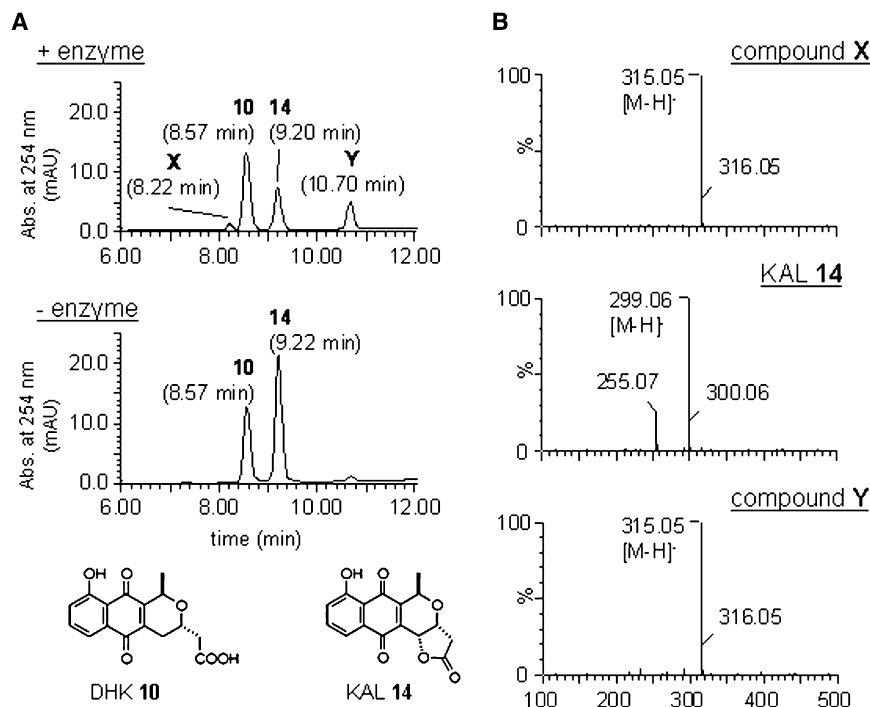 A
+ enzyme
Abs. at 254 nm
(mAU)
20.0
10.0
0.0
10
(8.57 min)
14
(9.20 min)
X
(8.22 min)
Y
(10.70 min)
6.00 8.00 10.00 12.00
- enzyme
Abs. at 254 nm
(mAU)
20.0
10.0
0.0
10
(8.57 min)
14
(9.22 min)
6.00 8.00 10.00 12.00
time (min)
OH O O O COOH
DHK 10
OH O O O O O
KAL 14
B
compound X
100
%
0
315.05
[M-H]-
316.05
KAL 14
100
%
0
299.06
[M-H]-
255.07
300.06
compound Y
100
%
0
315.05
[M-H]-
316.05
100 200 300 400 500